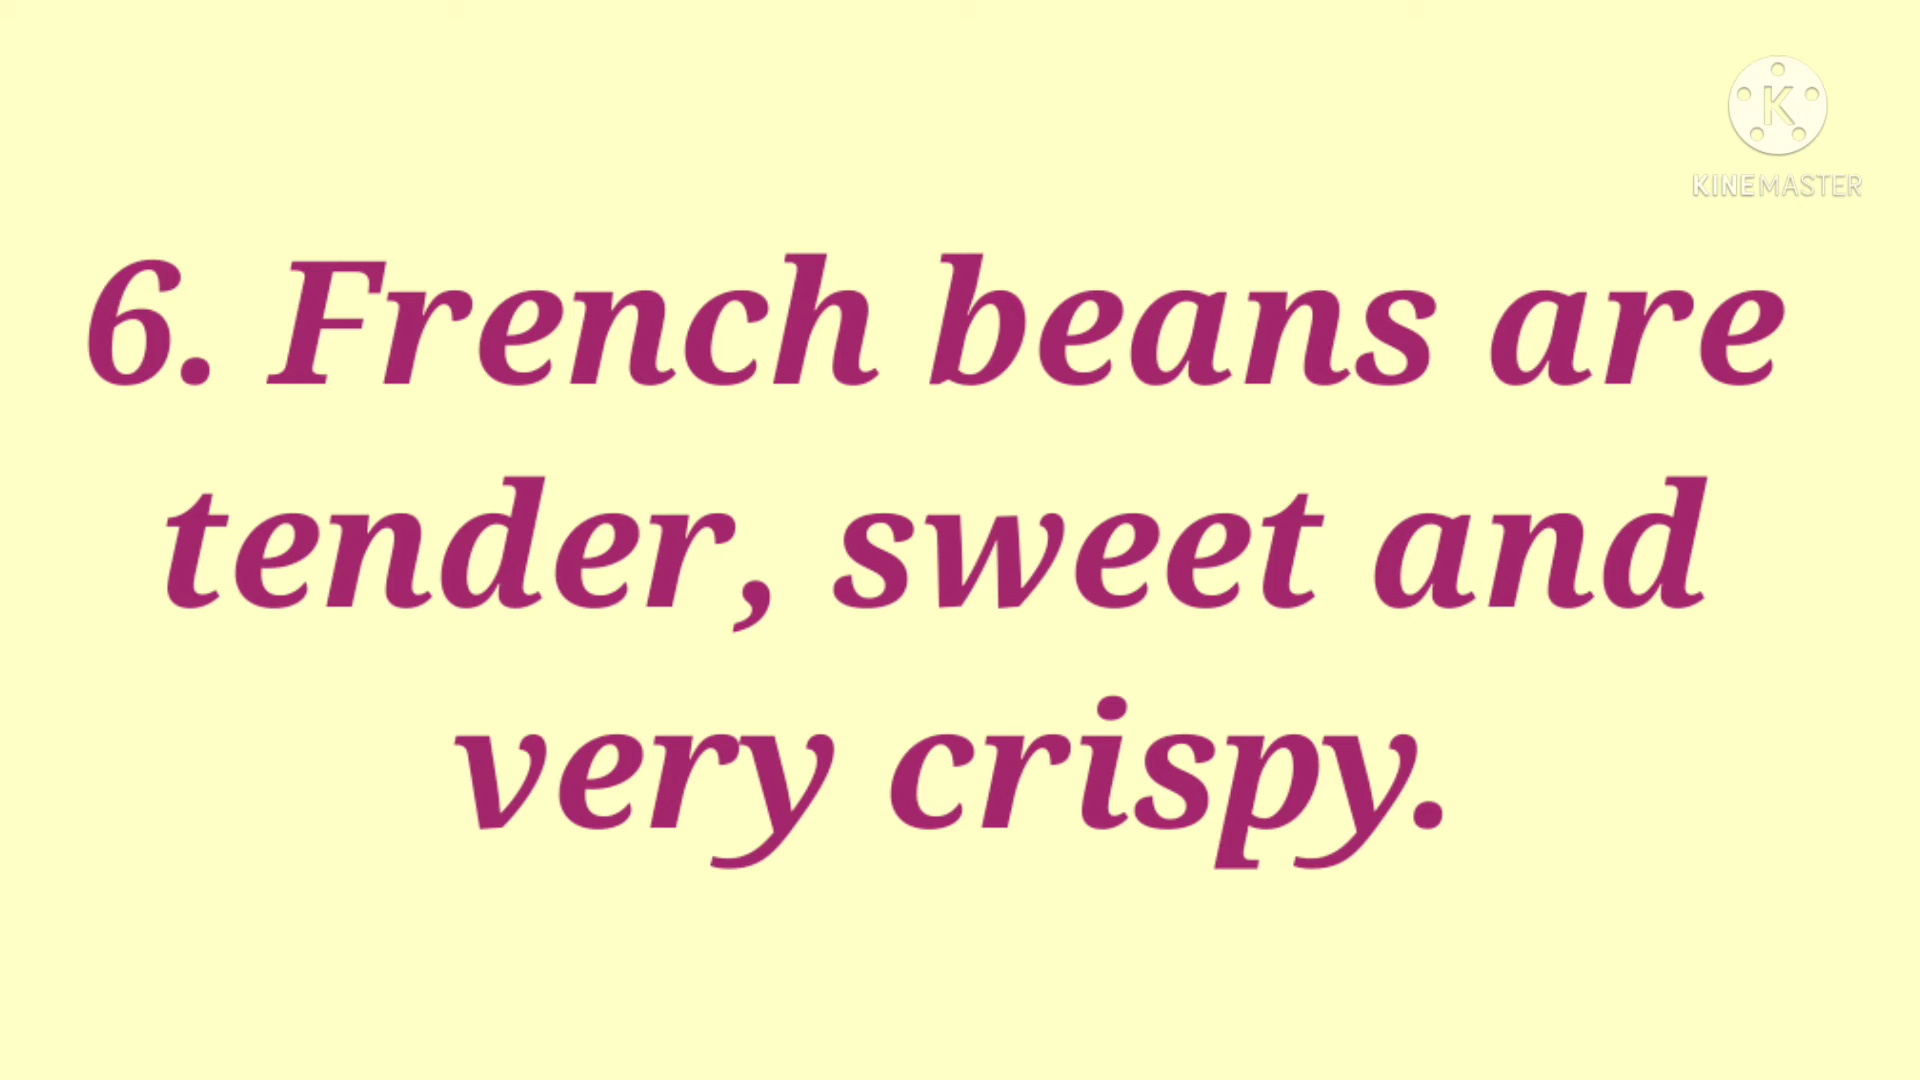 K
KINEMASTER
6. French beans are
tender, sweet and
very crispy.